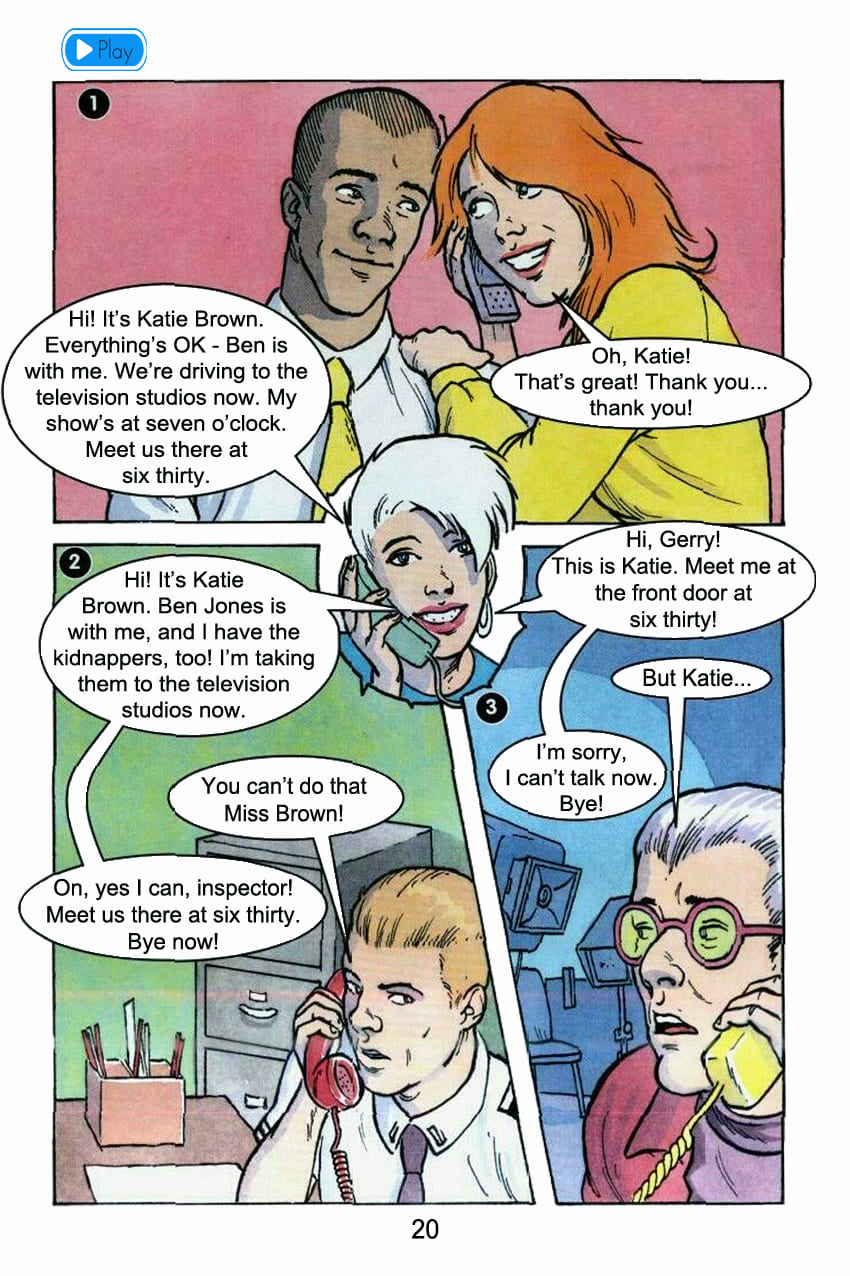 Play
1
Hi! It's Katie Brown.
Everything's OK - Ben is
with me. We're driving to the
television studios now. My
show's at seven o'clock.
Meet us there at
six thirty.
Oh, Katie!
That's great! Thank you...
thank you!
2
Hi! It's Katie
Brown. Ben Jones is
with me, and I have the
kidnappers, too! I'm taking
them to the television
studios now.
You can't do that
Miss Brown!
On, yes I can, inspector!
Meet us there at six thirty.
Bye now!
3
Hi, Gerry!
This is Katie. Meet me at
the front door at
six thirty!
But Katie...
I'm sorry,
I can't talk now.
Bye!
20